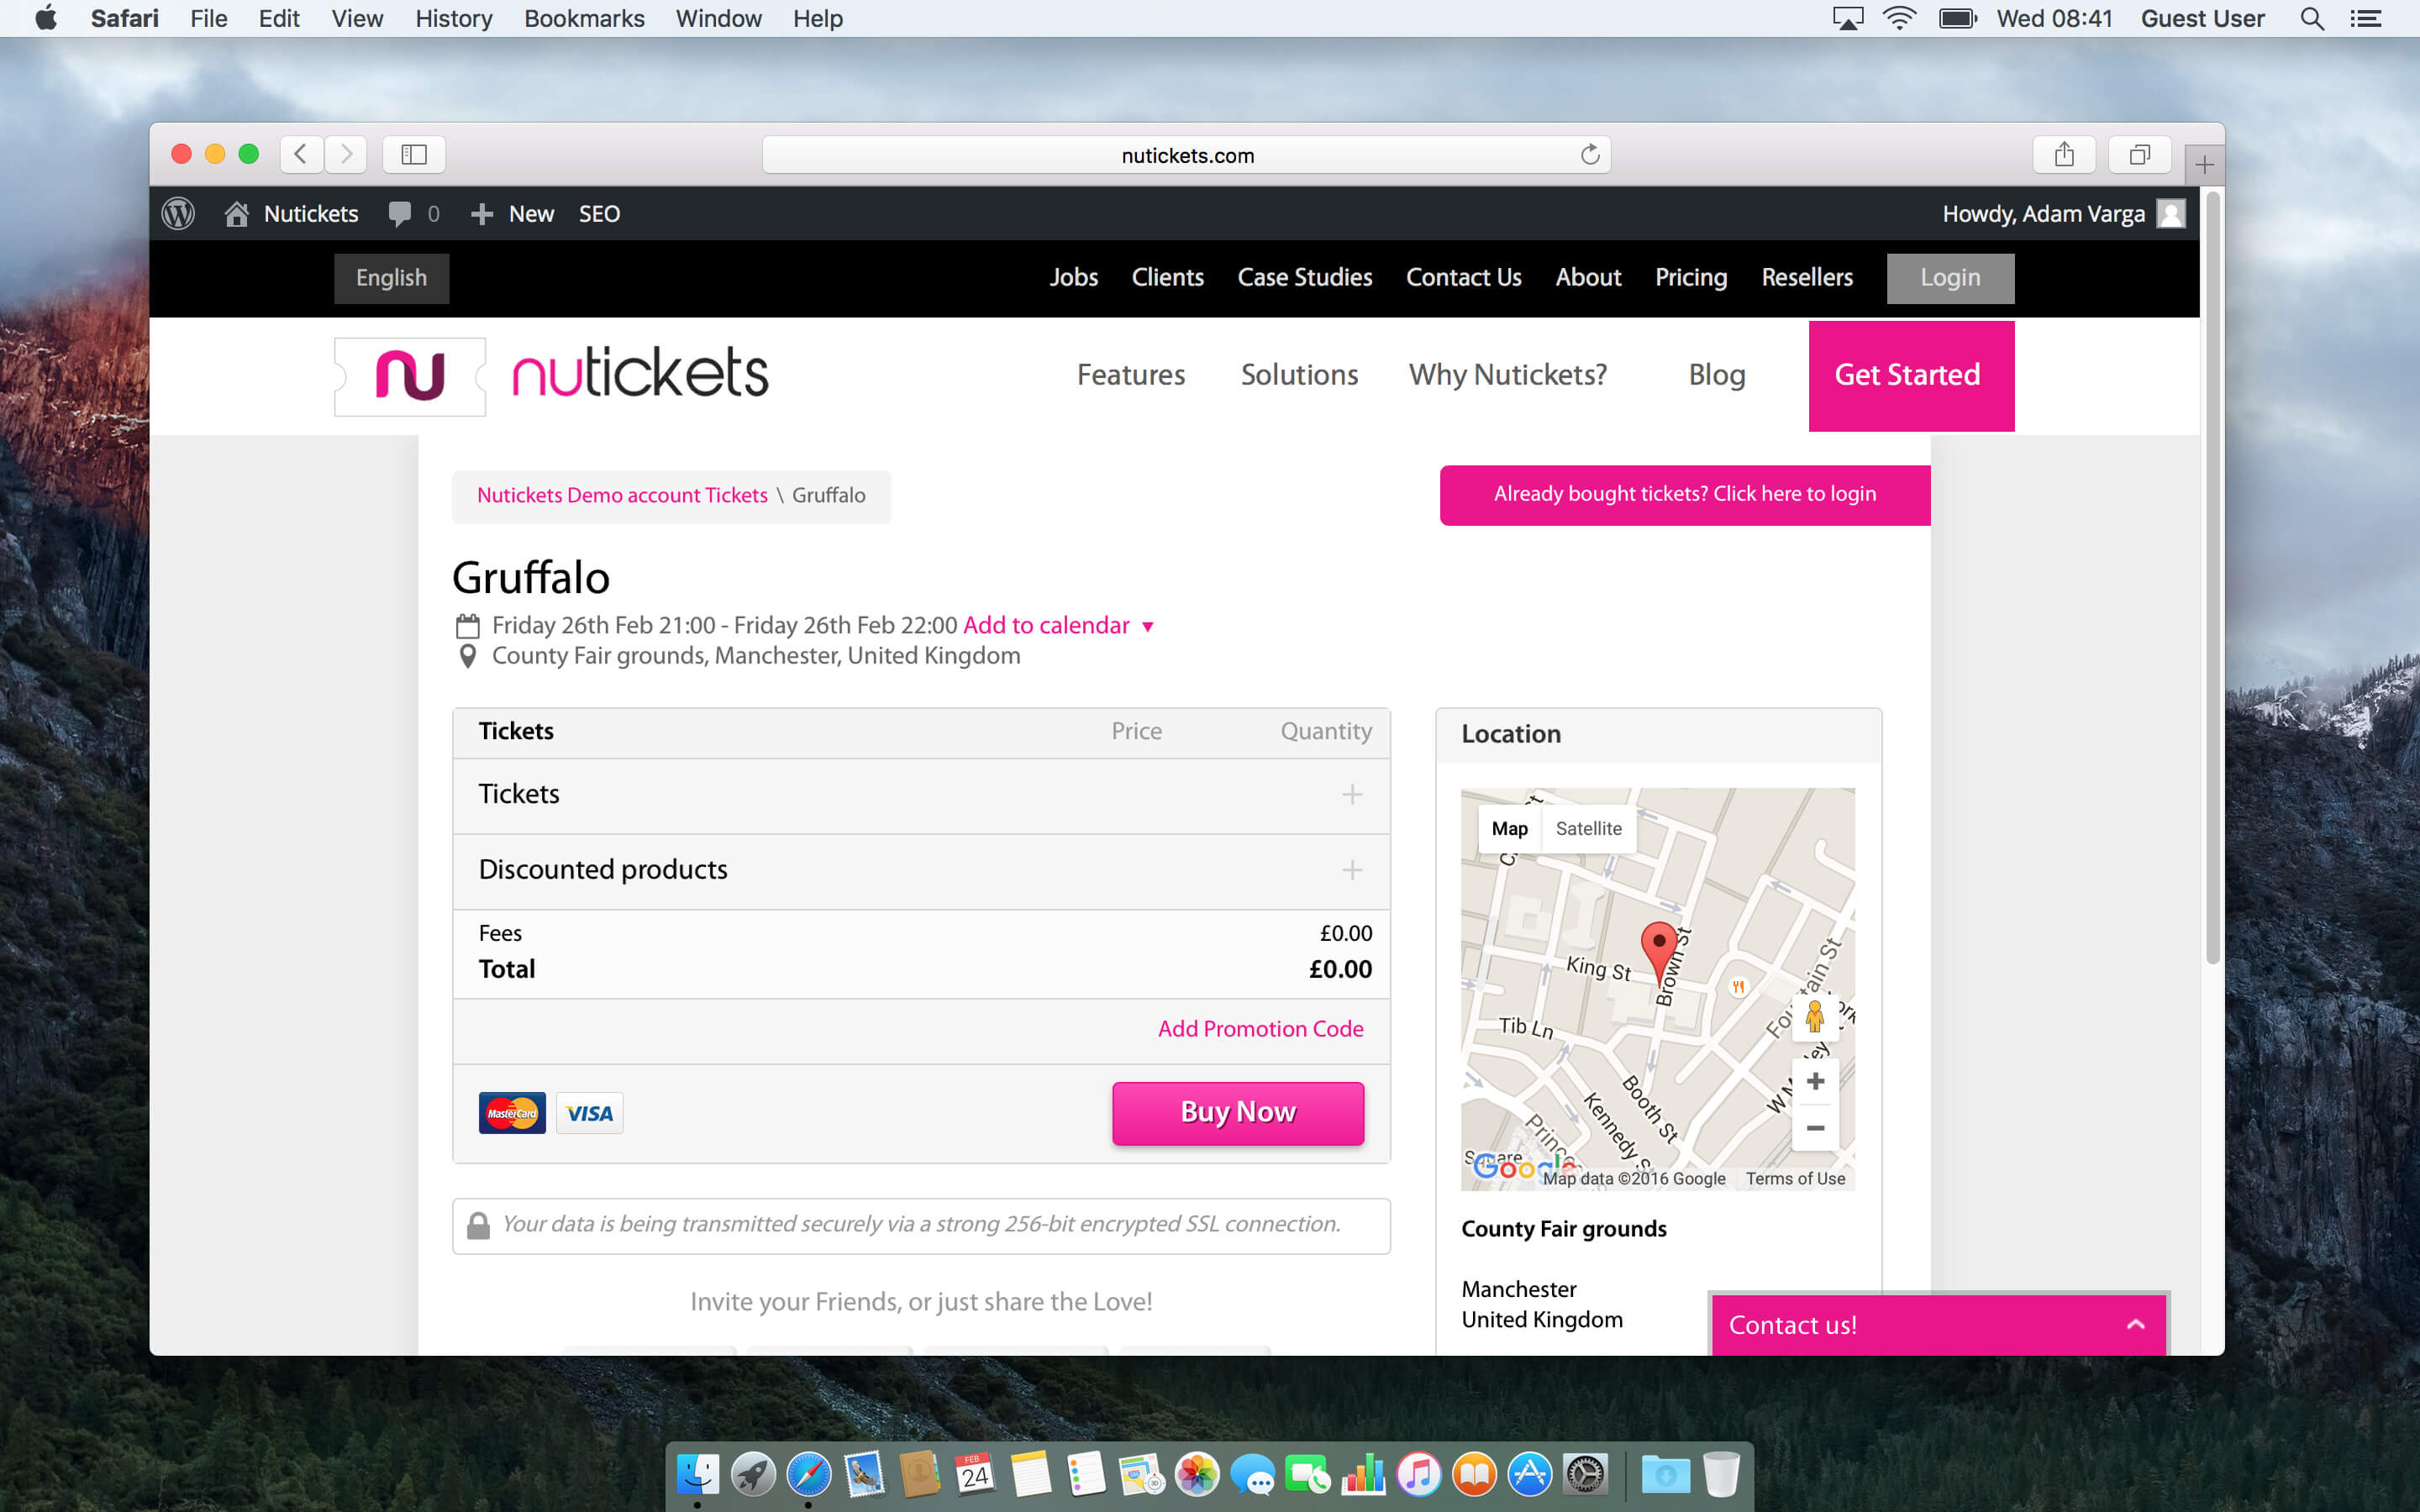 Safari File Edit View History Bookmarks Window Help Wed 08:41 Guest User
nutickets.com
Nutickets 0 New SEO Howdy, Adam Varga
English Jobs Clients Case Studies Contact Us About Pricing Resellers Login
nu nutickets Features Solutions Why Nutickets? Blog Get Started
Nutickets Demo account Tickets \ Gruffalo
Already bought tickets? Click here to login
Gruffalo
Friday 26th Feb 21:00 - Friday 26th Feb 22:00 Add to calendar
County Fair grounds, Manchester, United Kingdom
Tickets Price Quantity
Tickets
Discounted products
Fees £0.00
Total £0.00
Add Promotion Code
MasterCard VISA Buy Now
Your data is being transmitted securely via a strong 256-bit encrypted SSL connection.
Invite your Friends, or just share the Love!
Location
Map Satellite
King St
Brown St
Tib Ln
Booth St
Kennedy S
Square
Google
Map data ©2016 Google Terms of Use
County Fair grounds
Manchester
United Kingdom
Contact us!
FEB
24